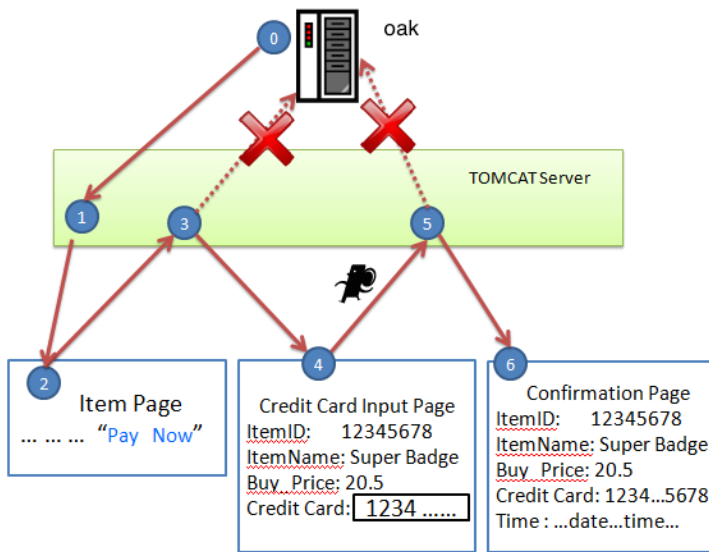 0
oak
TOMCAT Server
1
3
5
2
Item Page
... ... ... “Pay Now”
4
Credit Card Input Page
ItemID: 12345678
ItemName: Super Badge
Buy_Price: 20.5
Credit Card: 1234 ......
6
Confirmation Page
ItemID: 12345678
ItemName: Super Badge
Buy_Price: 20.5
Credit Card: 1234...5678
Time : ...date...time...